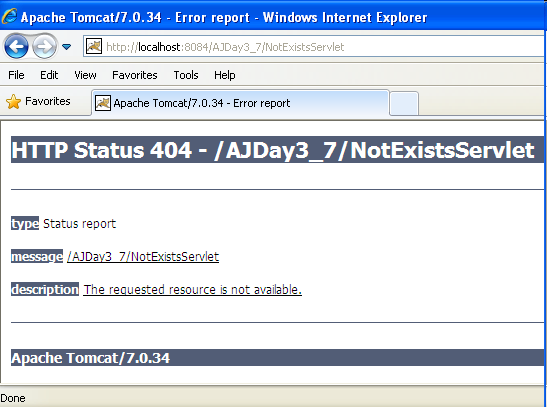 Apache Tomcat/7.0.34 - Error report - Windows Internet Explorer
http://localhost:8084/AJDay3_7/NotExistsServlet
File Edit View Favorites Tools Help
Favorites Apache Tomcat/7.0.34 - Error report
HTTP Status 404 - /AJDay3_7/NotExistsServlet
type Status report
message /AJDay3_7/NotExistsServlet
description The requested resource is not available.
Apache Tomcat/7.0.34
Done